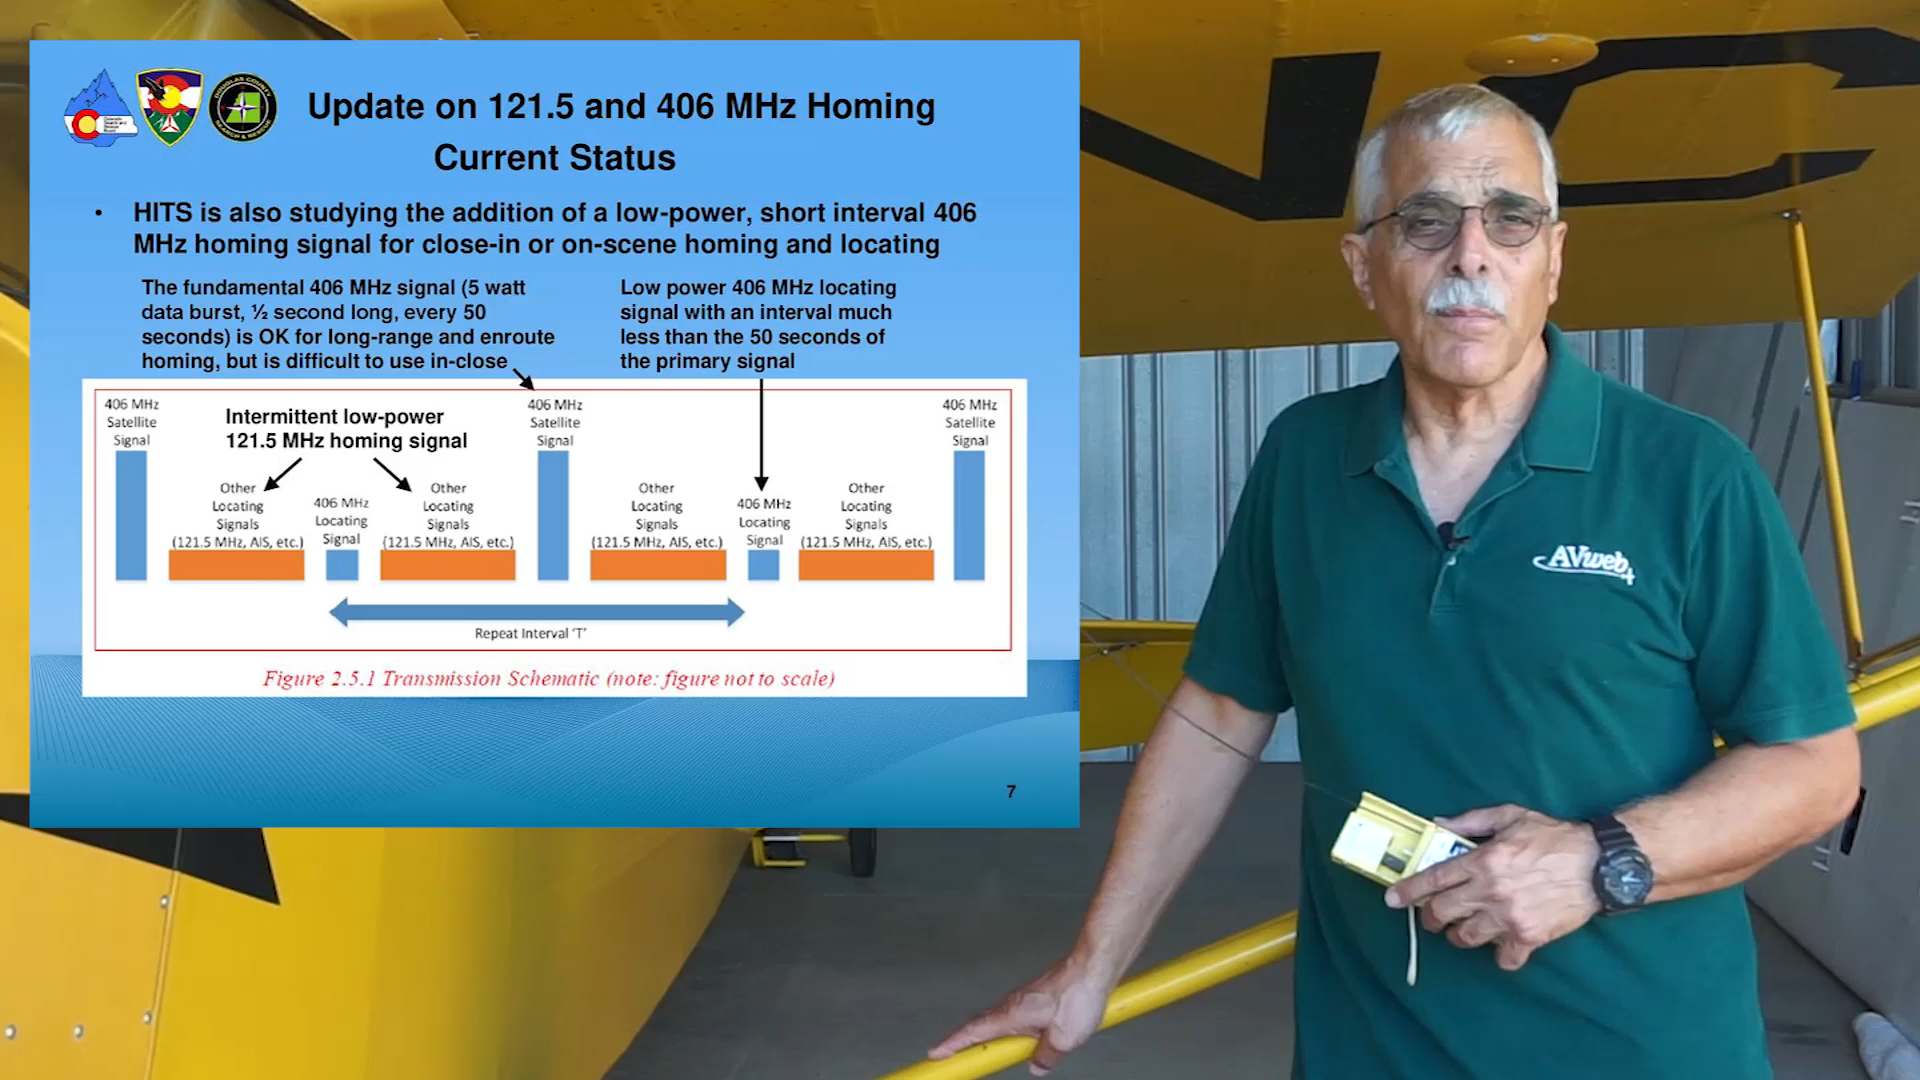 Update on 121.5 and 406 MHz Homing
Current Status
• HITS is also studying the addition of a low-power, short interval 406
MHz homing signal for close-in or on-scene homing and locating
The fundamental 406 MHz signal (5 watt
data burst, ½ second long, every 50
seconds) is OK for long-range and enroute
homing, but is difficult to use in-close
Low power 406 MHz locating
signal with an interval much
less than the 50 seconds of
the primary signal
406 MHz
Satellite
Signal
Intermittent low-power
121.5 MHz homing signal
406 MHz
Satellite
Signal
406 MHz
Satellite
Signal
Other
Locating
Signals
(121.5 MHz, AIS, etc.)
406 MHz
Locating
Signal
Other
Locating
Signals
(121.5 MHz, AIS, etc.)
Other
Locating
Signals
(121.5 MHz, AIS, etc.)
406 MHz
Locating
Signal
Other
Locating
Signals
(121.5 MHz, AIS, etc.)
Repeat Interval ‘T’
Figure 2.5.1 Transmission Schematic (note: figure not to scale)
7
DOUGLAS COUNTY
SEARCH & RESCUE
NC
AVweb